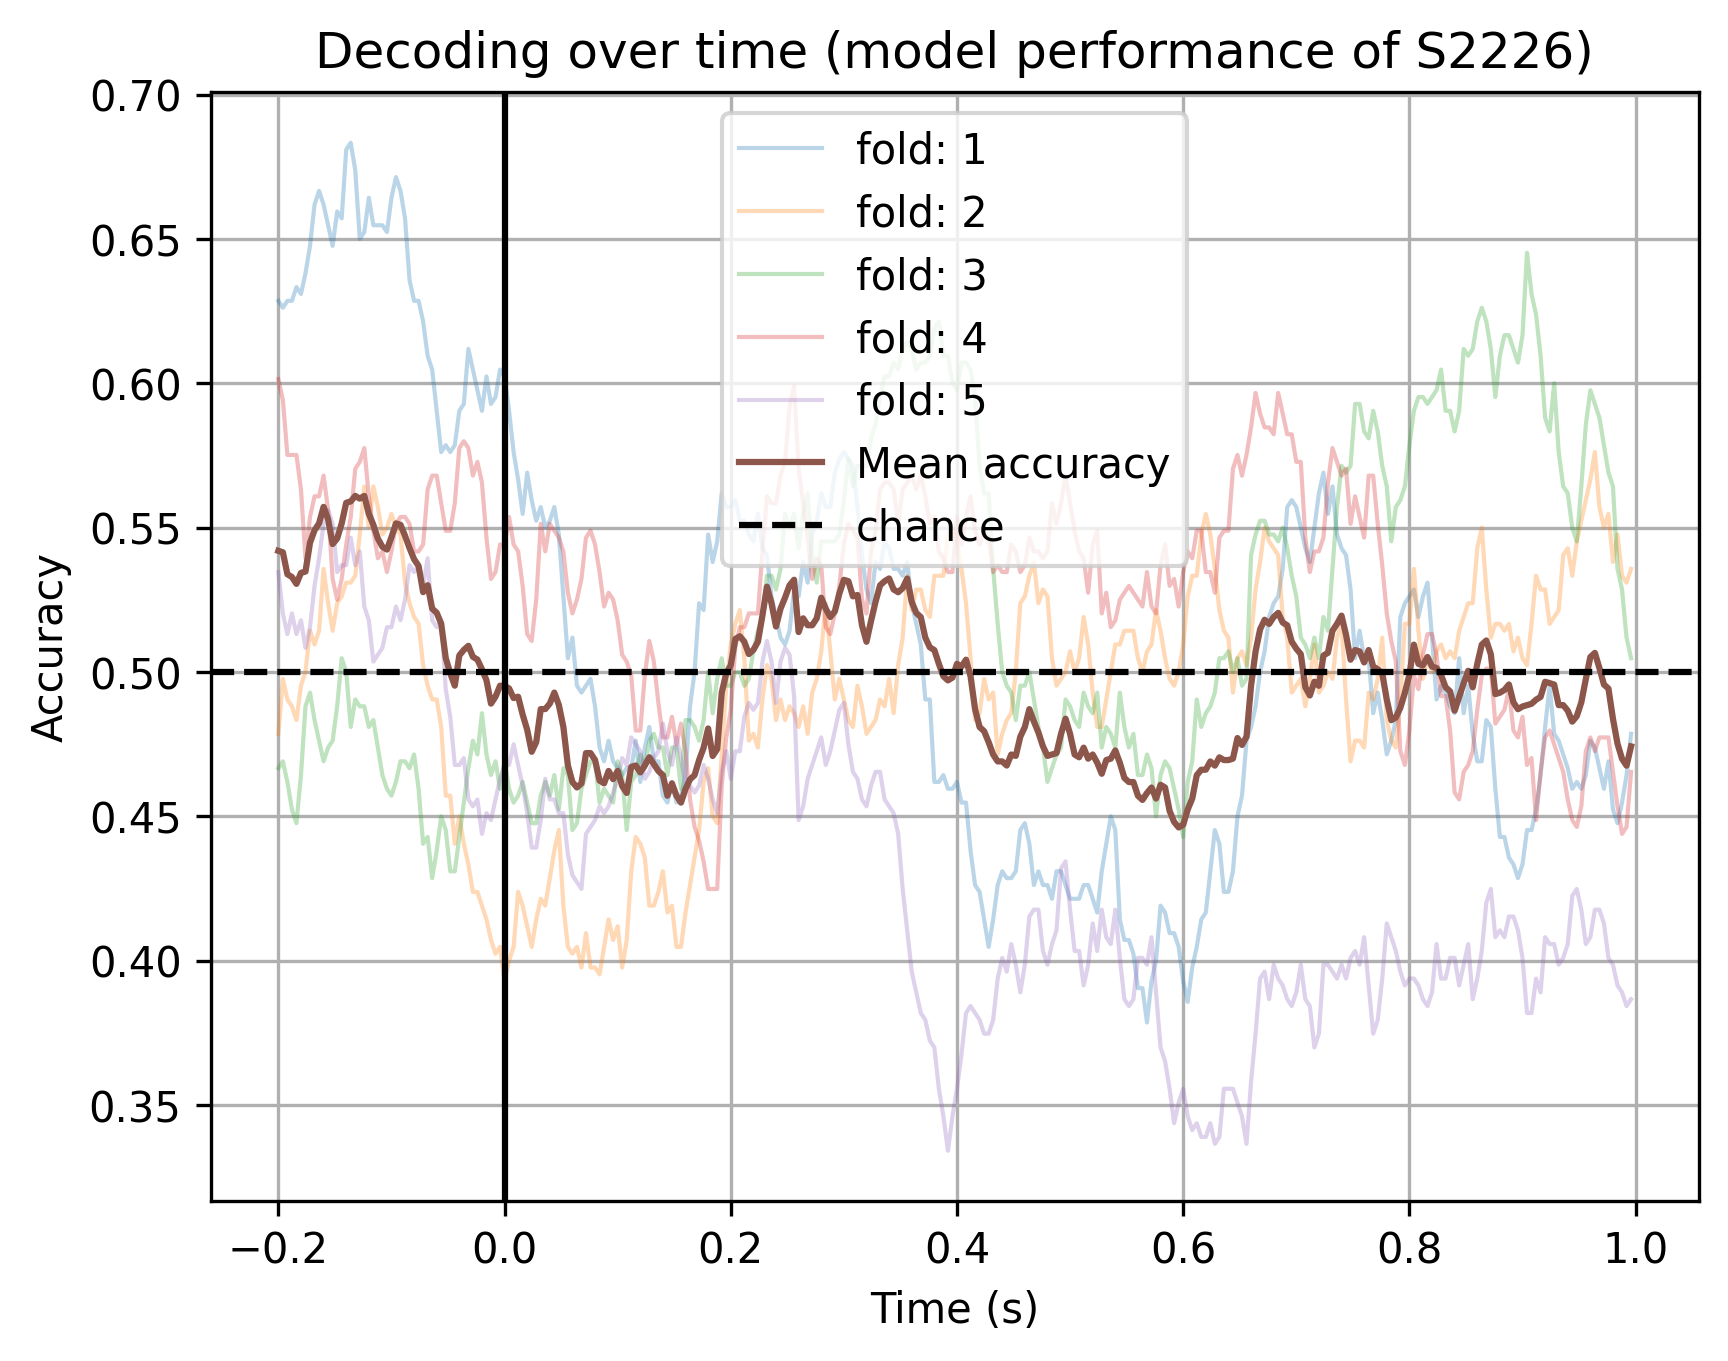 Decoding over time (model performance of S2226)
Accuracy
0.70
0.65
0.60
0.55
0.50
0.45
0.40
0.35
fold: 1
fold: 2
fold: 3
fold: 4
fold: 5
Mean accuracy
chance
−0.2 0.0 0.2 0.4 0.6 0.8 1.0
Time (s)